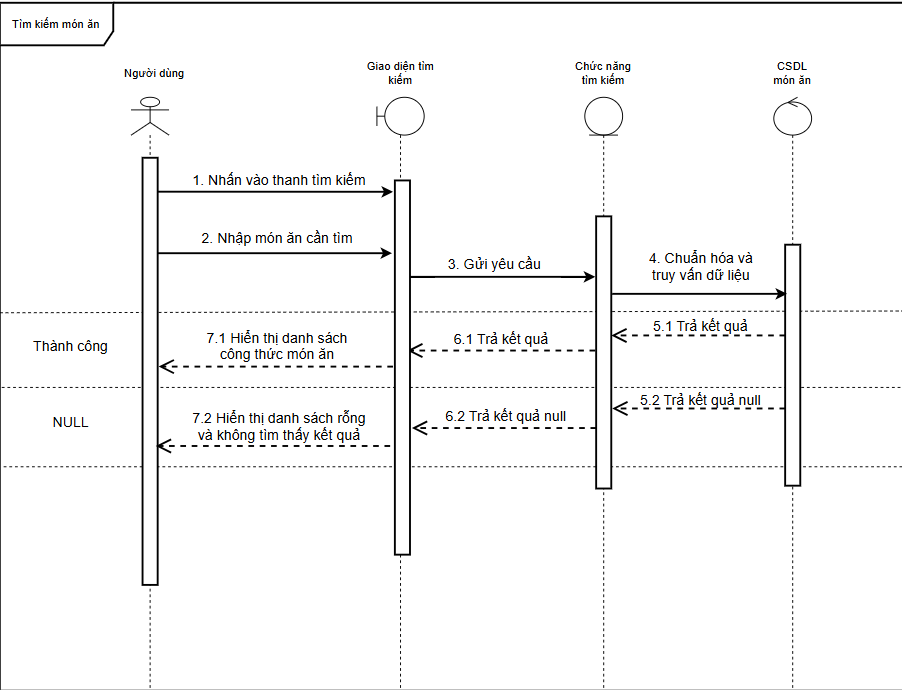 Tìm kiếm món ăn
Người dùng
Giao diện tìm
kiếm
Chức năng
tìm kiếm
CSDL
món ăn
1. Nhấn vào thanh tìm kiếm
2. Nhập món ăn cần tìm
3. Gửi yêu cầu
4. Chuẩn hóa và
truy vấn dữ liệu
Thành công
5.1 Trả kết quả
6.1 Trả kết quả
7.1 Hiển thị danh sách
công thức món ăn
NULL
5.2 Trả kết quả null
6.2 Trả kết quả null
7.2 Hiển thị danh sách rỗng
và không tìm thấy kết quả